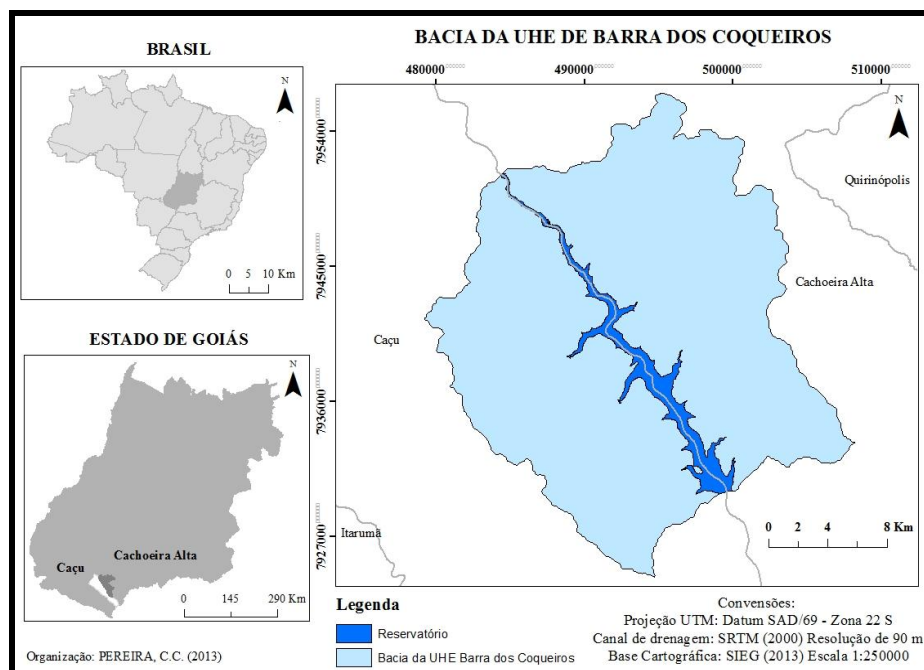 BRASIL
N
0 5 10 Km
ESTADO DE GOIÁS
N
Cachoeira Alta
Caçu
0 145 290 Km
Organização: PEREIRA, C.C. (2013)
BACIA DA UHE DE BARRA DOS COQUEIROS
480000 490000 500000 510000
7954000
7945000
7936000
7927000
N
Quirinópolis
Cachoeira Alta
Caçu
Itarumã
0 2 4 8 Km
Legenda
Reservatório
Bacia da UHE Barra dos Coqueiros
Convensões:
Projeção UTM: Datum SAD/69 - Zona 22 S
Canal de drenagem: SRTM (2000) Resolução de 90 m
Base Cartográfica: SIEG (2013) Escala 1:250000